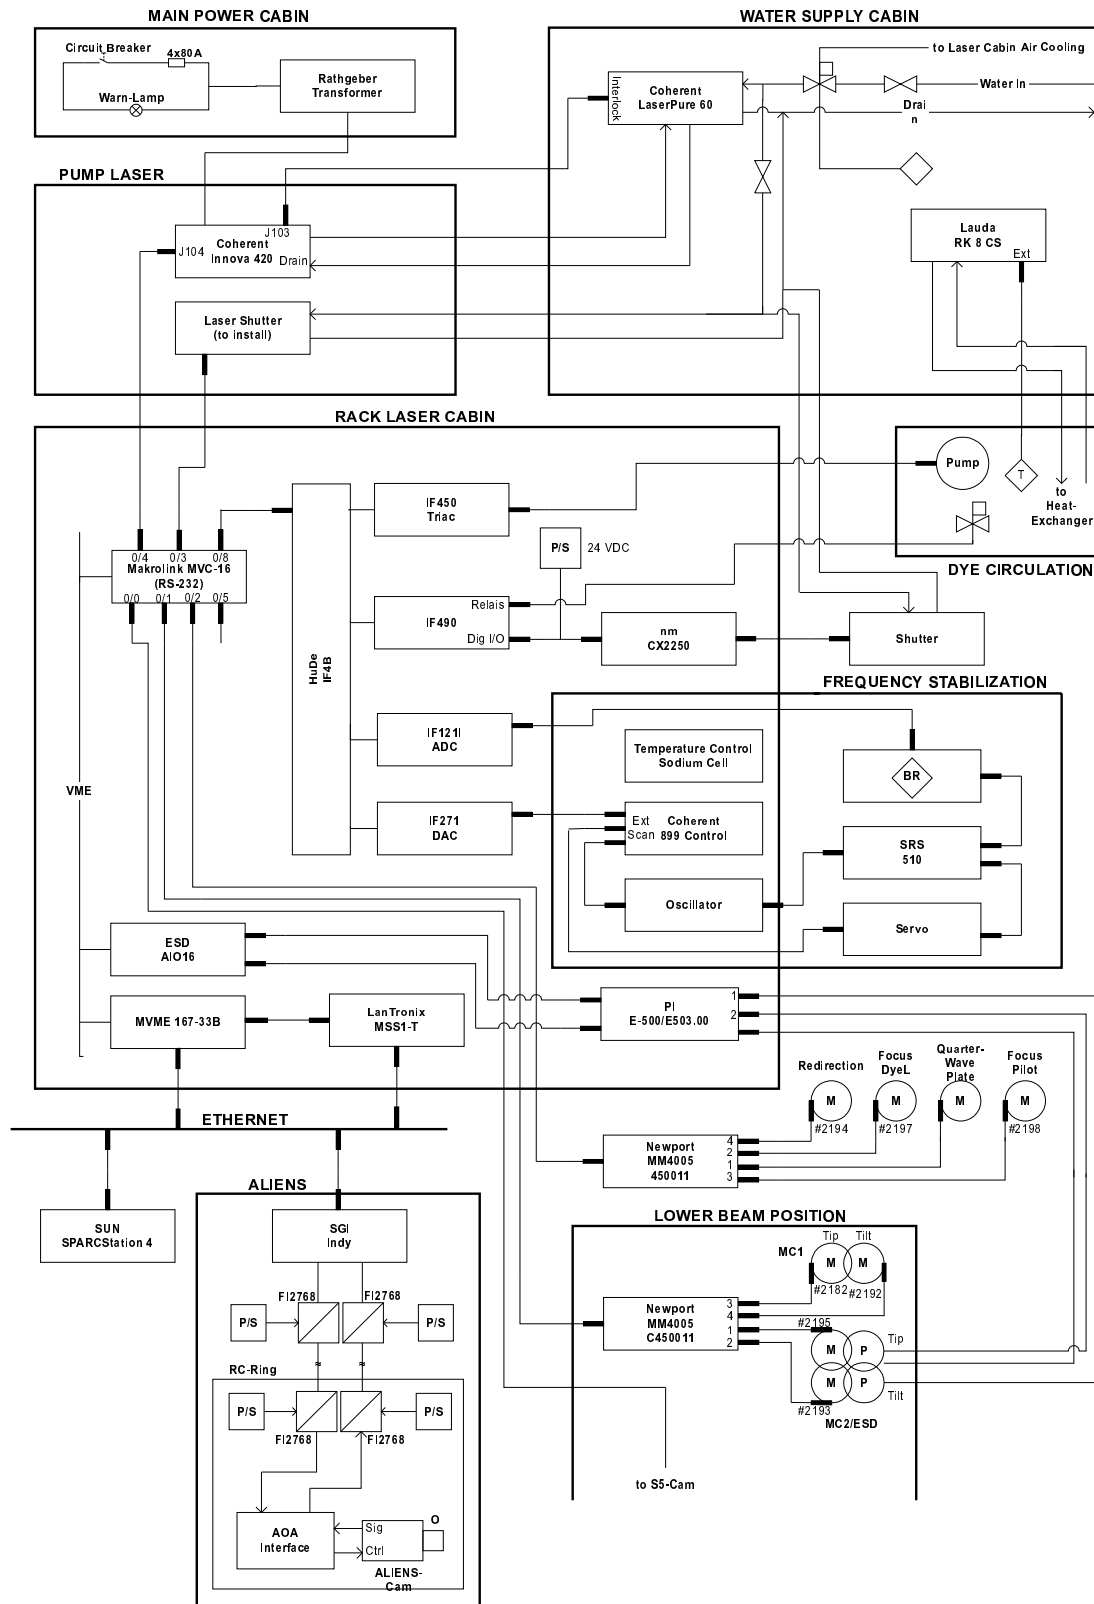 MAIN POWER CABIN
Circuit Breaker
4x80A
Warn-Lamp
Rathgeber
Transformer
WATER SUPPLY CABIN
to Laser Cabin Air Cooling
Interlock
Coherent
LaserPure 60
Water In
Drai
n
Lauda
RK 8 CS
Ext
PUMP LASER
J103
J104
Coherent
Innova 420
Drain
Laser Shutter
(to install)
RACK LASER CABIN
0/4
0/3
0/8
Makrolink MVC-16
(RS-232)
0/0
0/1
0/2
0/5
VME
HuDe
IF4B
IF450
Triac
P/S
24 VDC
IF490
Relais
Dig I/O
nm
CX2250
IF121I
ADC
IF271
DAC
ESD
AIO16
MVME 167-33B
LanTronix
MSS1-T
Pump
T
to
Heat-
Exchanger
DYE CIRCULATION
Shutter
FREQUENCY STABILIZATION
Temperature Control
Sodium Cell
BR
Ext
Scan
Coherent
899 Control
SRS
510
Oscillator
Servo
PI
E-500/E503.00
1
2
Redirection
M
#2194
Focus
DyeL
M
#2197
Quarter-
Wave
Plate
M
Focus
Pilot
M
#2198
Newport
MM4005
450011
4
2
1
3
ETHERNET
SUN
SPARCStation 4
ALIENS
SGI
Indy
FI2768
FI2768
P/S
P/S
RC-Ring
P/S
P/S
FI2768
FI2768
AOA
Interface
Sig
Ctrl
O
ALIENS-
Cam
LOWER BEAM POSITION
MC1
Tip
Tilt
M
M
#2182
#2192
Newport
MM4005
C450011
3
4
1
2
#2195
M
P
Tip
M
P
Tilt
#2193
MC2/ESD
to S5-Cam